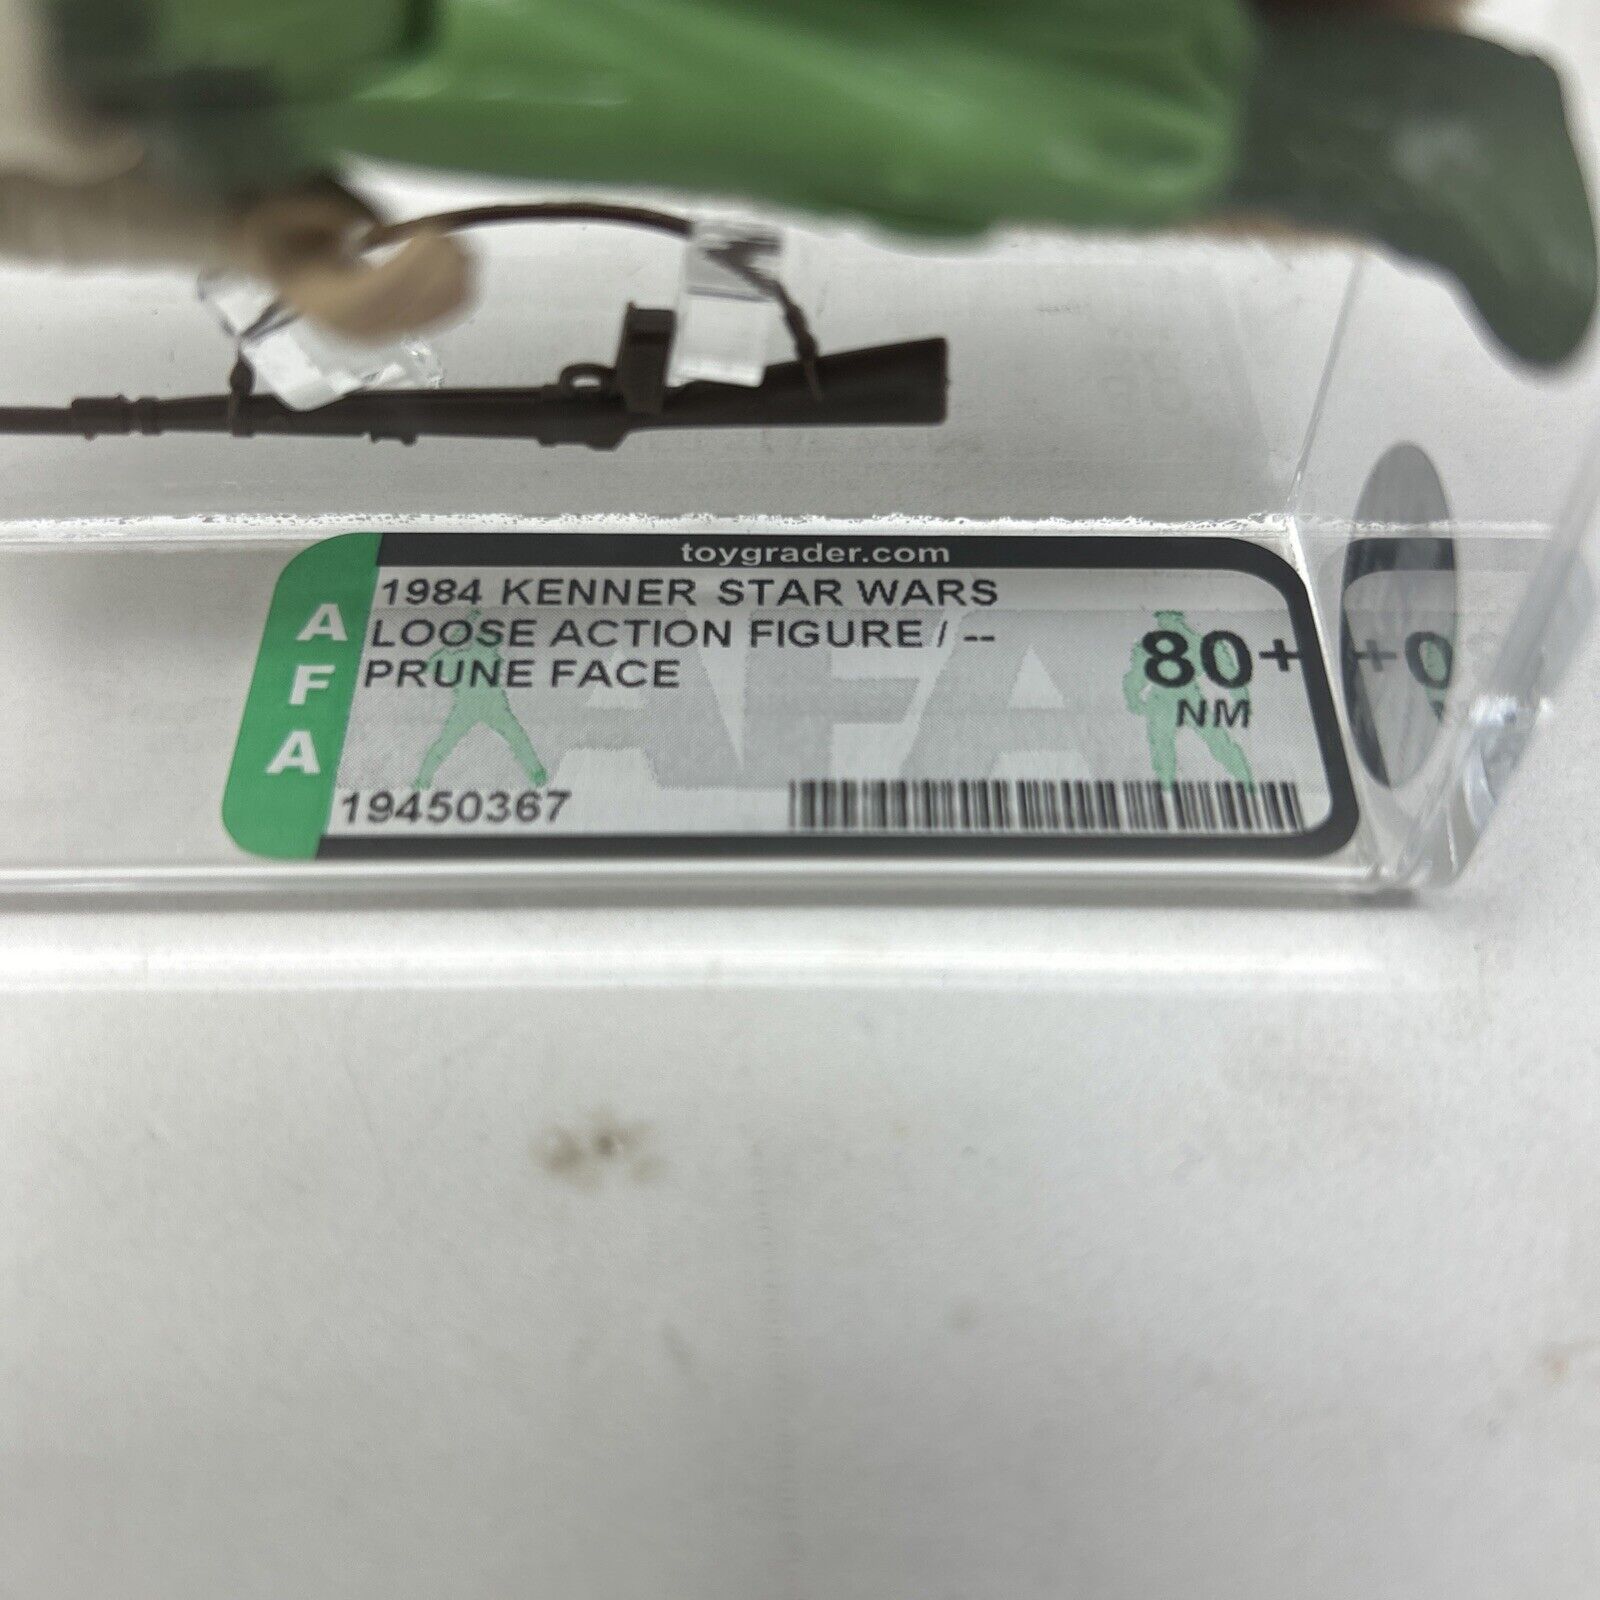 toygrader.com
AFA
1984 KENNER STAR WARS
LOOSE ACTION FIGURE / --
PRUNE FACE
80+
NM
19450367